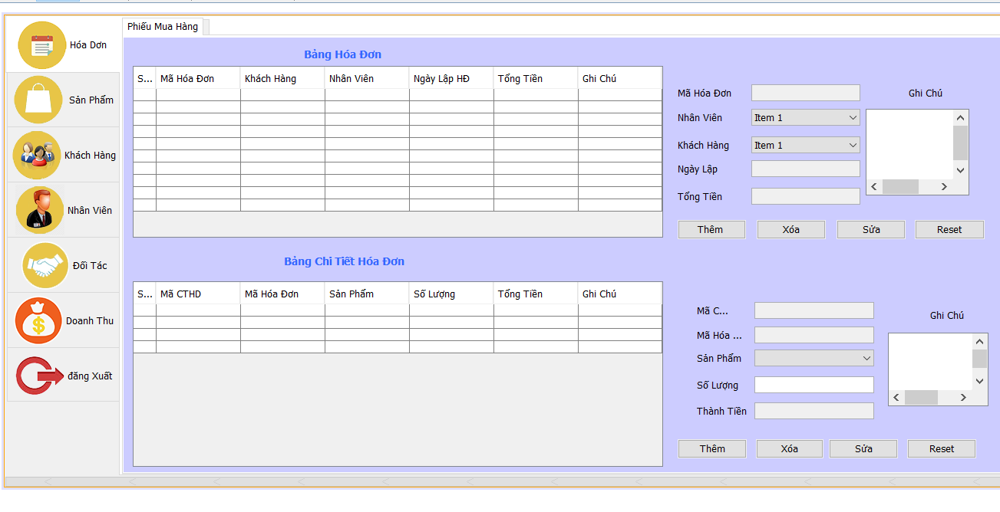 Phiếu Mua Hàng
Hóa Dơn
Sản Phẩm
Khách Hàng
Nhân Viên
Đối Tác
Doanh Thu
đăng Xuất
Bảng Hóa Đơn
S... Mã Hóa Đơn Khách Hàng Nhân Viên Ngày Lập HĐ Tổng Tiền Ghi Chú
Mã Hóa Đơn
Nhân Viên Item 1
Khách Hàng Item 1
Ngày Lập
Tổng Tiền
Ghi Chú
Thêm Xóa Sửa Reset
Bảng Chi Tiết Hóa Đơn
S... Mã CTHD Mã Hóa Đơn Sản Phẩm Số Lượng Tổng Tiền Ghi Chú
Mã C...
Mã Hóa ...
Sản Phẩm
Số Lượng
Thành Tiền
Ghi Chú
Thêm Xóa Sửa Reset